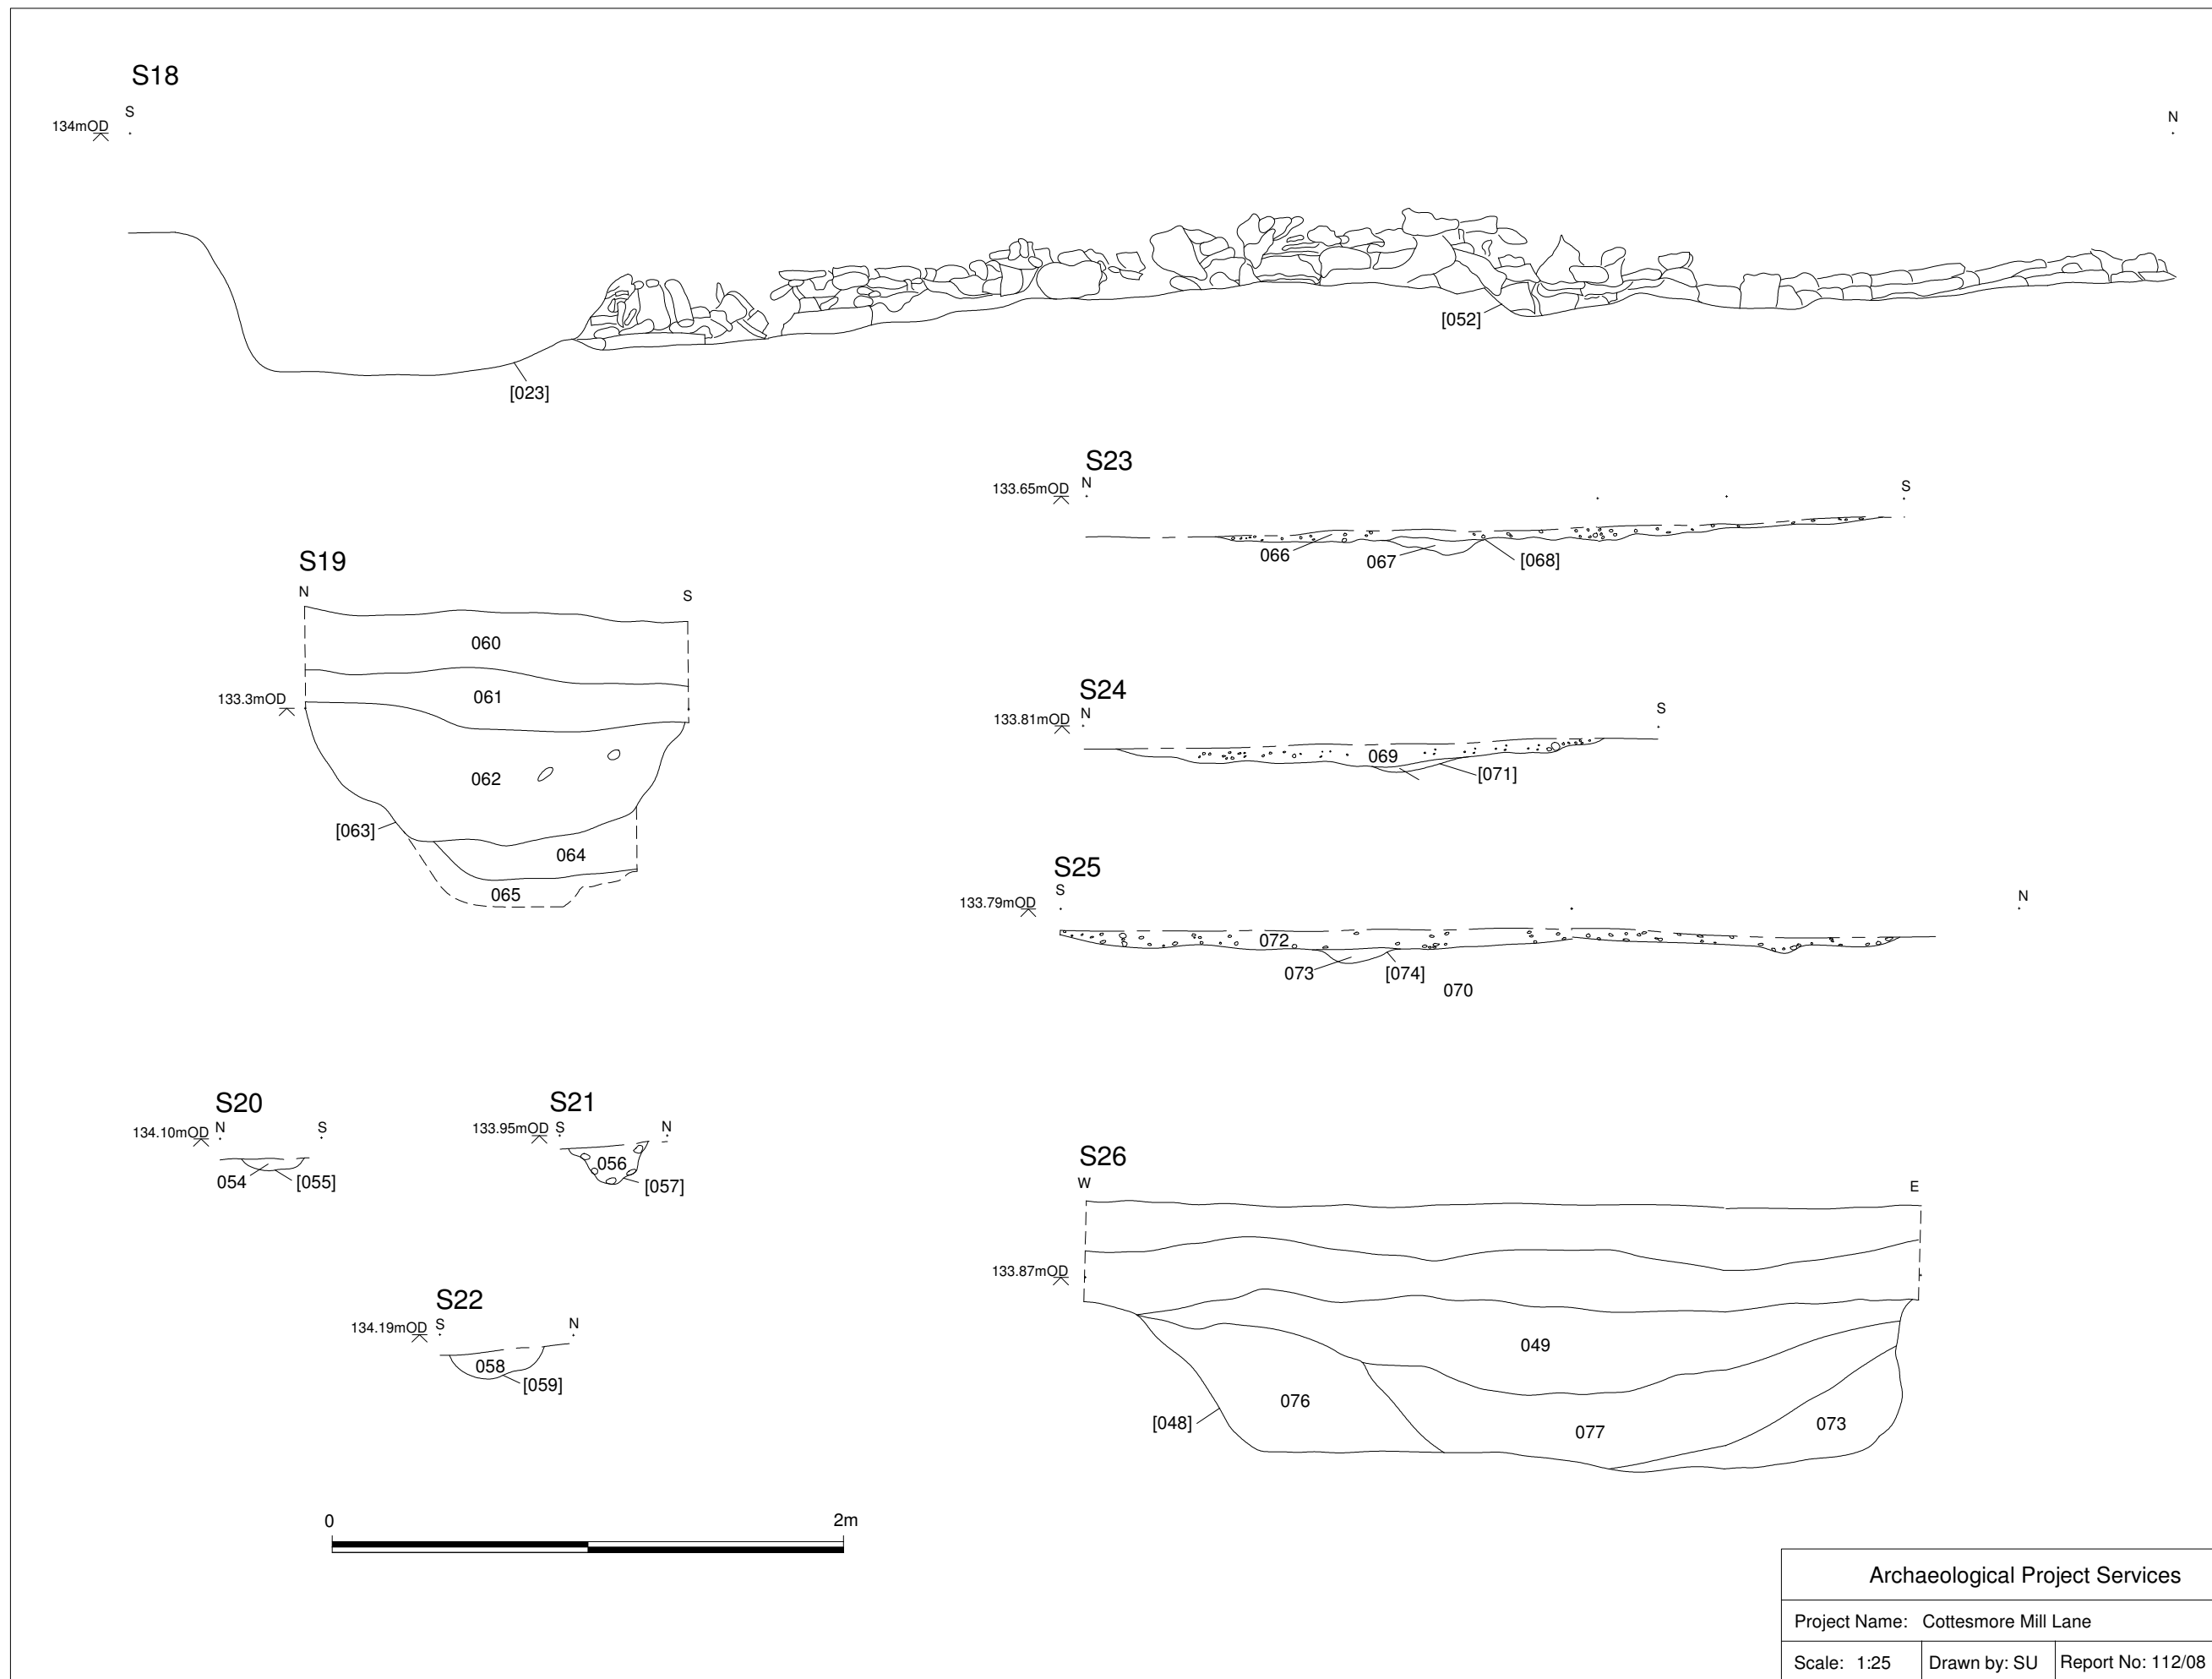 S18
S
134mOD
N
[052]
[023]
S23
N
133.65mOD
S
066
067
[068]
S19
N
S
060
061
133.3mOD
062
[063]
064
065
S24
N
133.81mOD
S
069
[071]
S25
S
133.79mOD
N
072
073
[074]
070
S20
134.10mOD
N
S
054
[055]
S21
133.95mOD
S
N
056
[057]
S26
W
E
133.87mOD
049
076
[048]
077
073
S22
S
134.19mOD
N
058
[059]
0
2m
Archaeological Project Services
Project Name: Cottesmore Mill Lane
Scale: 1:25 Drawn by: SU Report No: 112/08